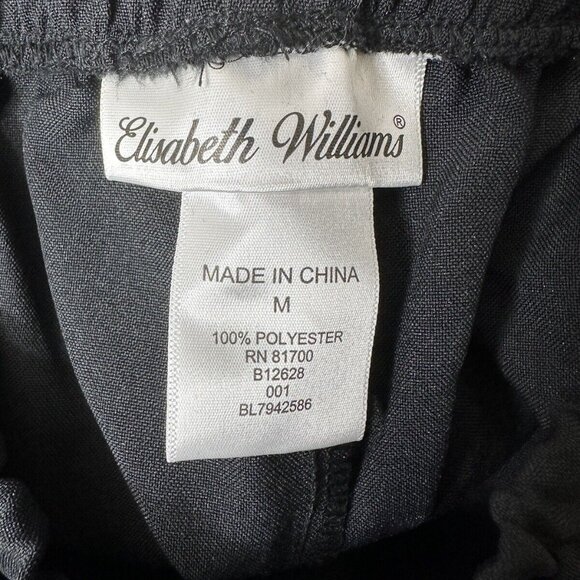 Elisabeth Williams®
MADE IN CHINA
M
100% POLYESTER
RN 81700
B12628
001
BL7942586